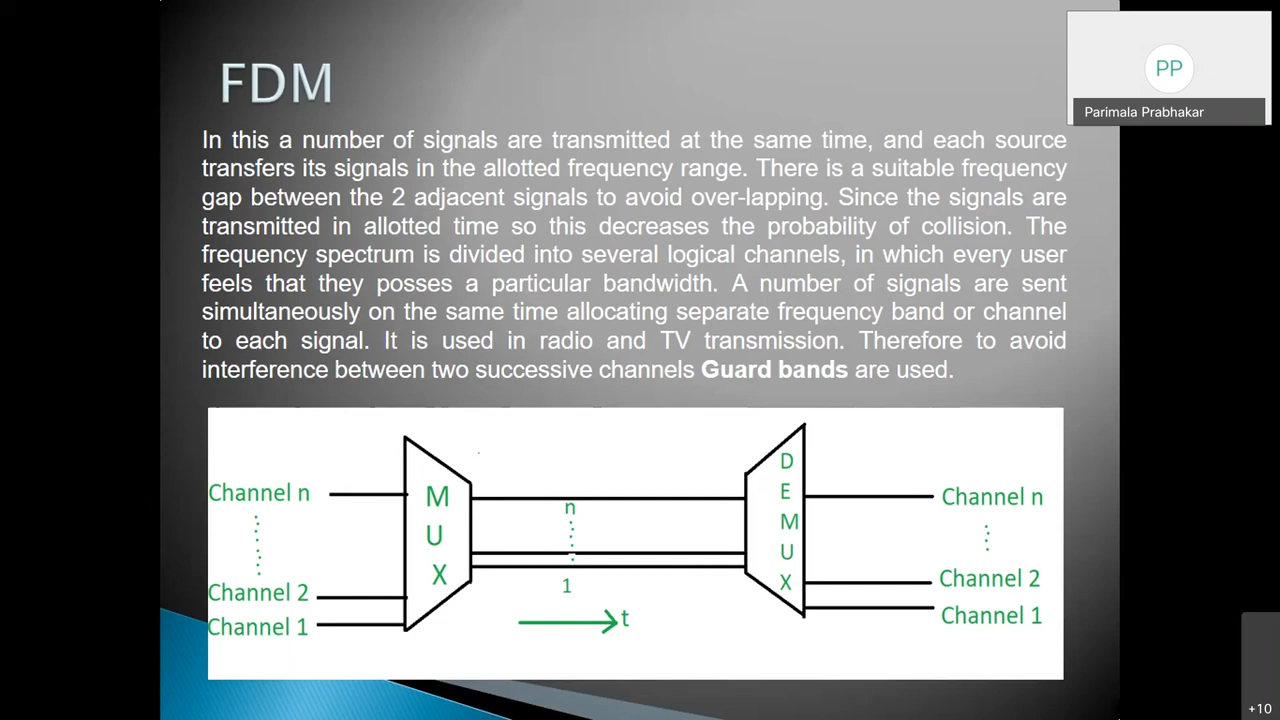 FDM
PP
Parimala Prabhakar
In this a number of signals are transmitted at the same time, and each source
transfers its signals in the allotted frequency range. There is a suitable frequency
gap between the 2 adjacent signals to avoid over-lapping. Since the signals are
transmitted in allotted time so this decreases the probability of collision. The
frequency spectrum is divided into several logical channels, in which every user
feels that they posses a particular bandwidth. A number of signals are sent
simultaneously on the same time allocating separate frequency band or channel
to each signal. It is used in radio and TV transmission. Therefore to avoid
interference between two successive channels Guard bands are used.
Channel n
Channel 2
Channel 1
M
U
X
n
1
t
D
E
M
U
X
Channel n
Channel 2
Channel 1
+10